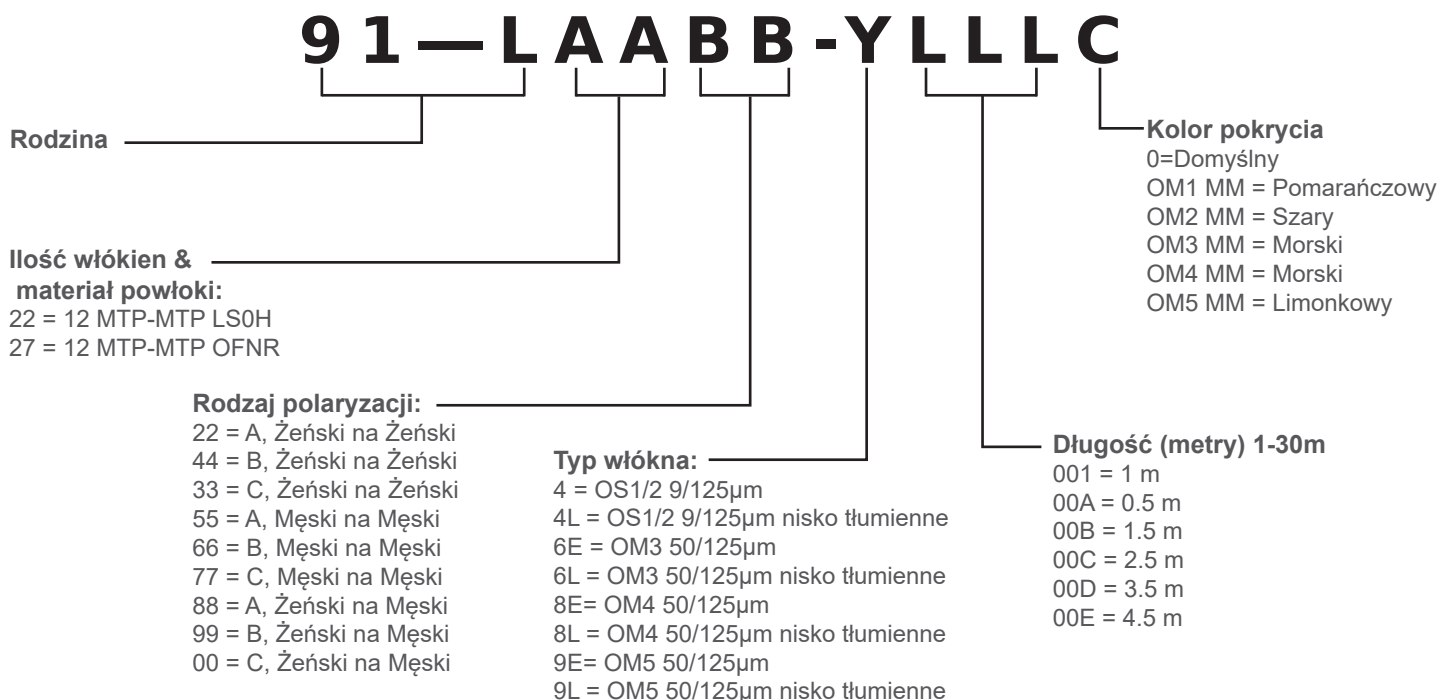 91—LAABB-YLLLC
Rodzina
Ilość włókien &
materiał powłoki:
22 = 12 MTP-MTP LS0H
27 = 12 MTP-MTP OFNR
Rodzaj polaryzacji:
22 = A, Żeński na Żeński
44 = B, Żeński na Żeński
33 = C, Żeński na Żeński
55 = A, Męski na Męski
66 = B, Męski na Męski
77 = C, Męski na Męski
88 = A, Żeński na Męski
99 = B, Żeński na Męski
00 = C, Żeński na Męski
Typ włókna:
4 = OS1/2 9/125µm
4L = OS1/2 9/125µm nisko tłumienne
6E = OM3 50/125µm
6L = OM3 50/125µm nisko tłumienne
8E= OM4 50/125µm
8L = OM4 50/125µm nisko tłumienne
9E= OM5 50/125µm
9L = OM5 50/125µm nisko tłumienne
Długość (metry) 1-30m
001 = 1 m
00A = 0.5 m
00B = 1.5 m
00C = 2.5 m
00D = 3.5 m
00E = 4.5 m
Kolor pokrycia
0=Domyślny
OM1 MM = Pomarańczowy
OM2 MM = Szary
OM3 MM = Morski
OM4 MM = Morski
OM5 MM = Limonkowy